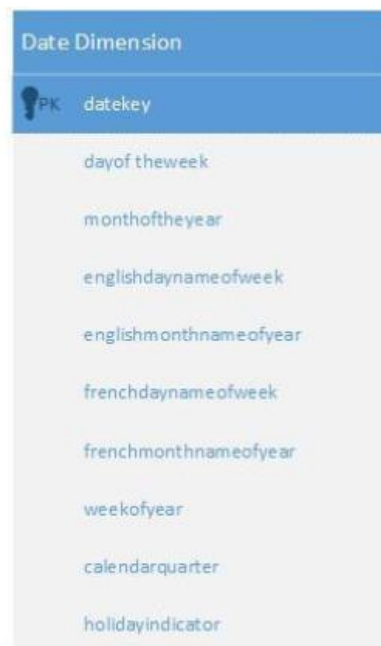 Date Dimension
PK datekey
dayof theweek
monthoftheyear
englishdaynameofweek
englishmonthnameofyear
frenchdaynameofweek
frenchmonthnameofyear
weekofyear
calendarquarter
holidayindicator